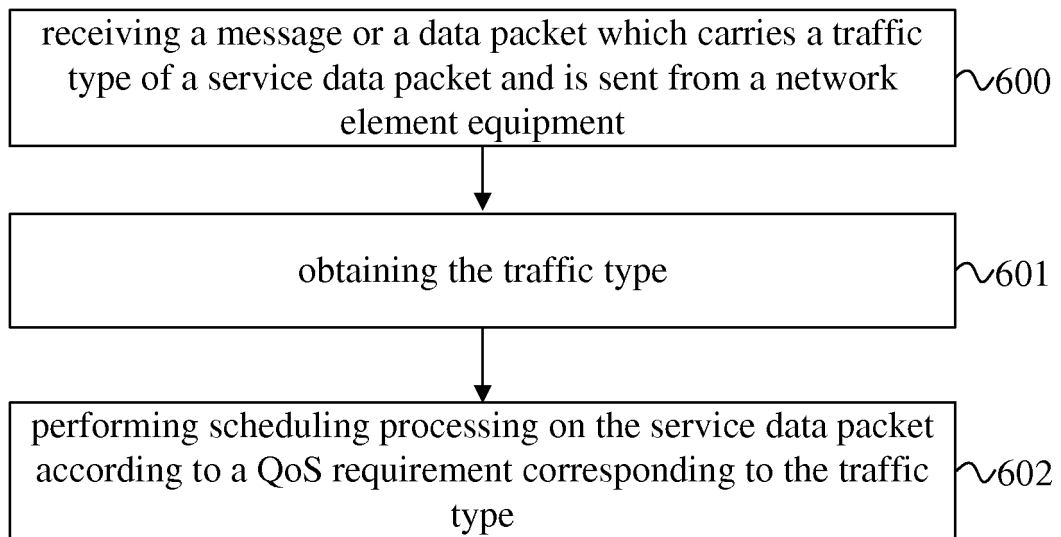 receiving a message or a data packet which carries a traffic
type of a service data packet and is sent from a network
element equipment
600
obtaining the traffic type
601
performing scheduling processing on the service data packet
according to a QoS requirement corresponding to the traffic
type
602